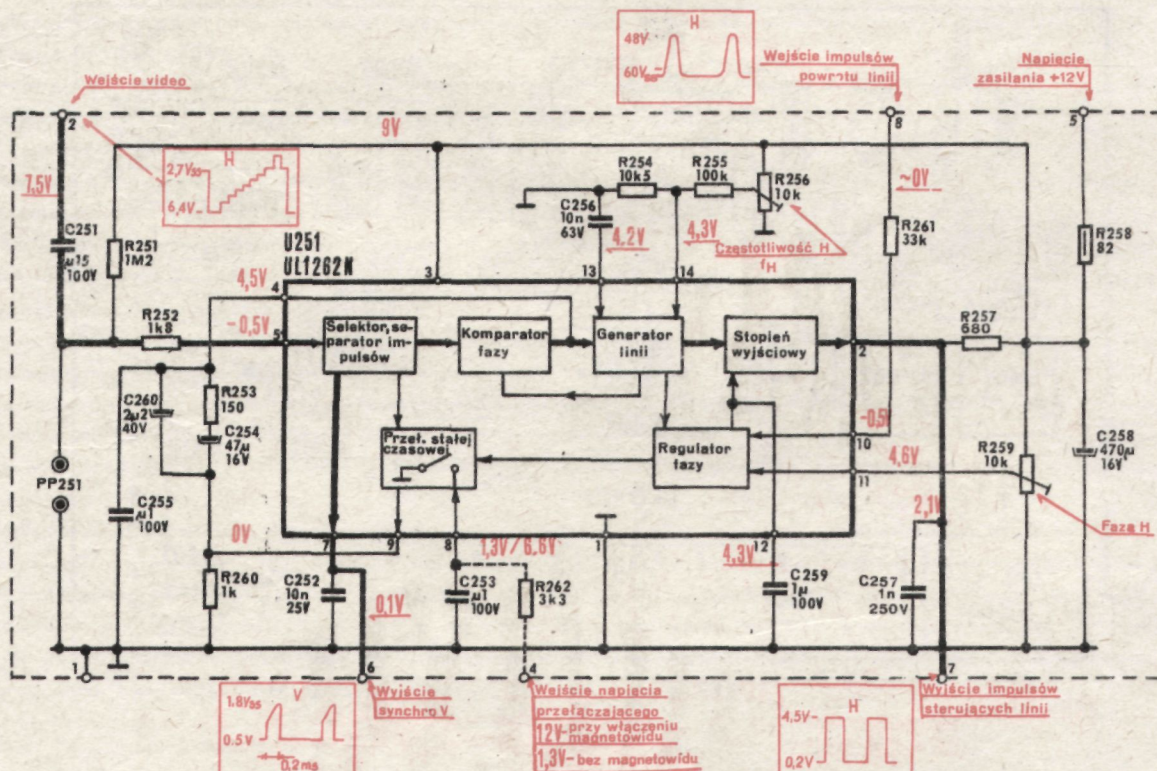 H
48V
60Vss
Wejście impulsów
powrotu linii
Napięcie
zasilania +12V
Wejście video
2
9V
8
5
H
2,7Vss
6,4V
7,5V
C251
µ15
100V
R251
1M2
R254
10k5
R255
100k
R256
10k
C256
10n
63V
4,2V
4,3V
Częstotliwość H
fH
~0V
R261
33k
R258
82
U251
UL1262N
4,5V
4
3
13
14
R252
1k8
-0,5V
5
Selektor, se-
parator im-
pulsów
Komparator
fazy
Generator
linii
Stopień
wyjściowy
2
R257
680
C260
2µ2
40V
R253
150
C254
47µ
16V
Przeł. stałej
czasowej
Regulator
fazy
-0,5V
10
4,6V
11
R259
10k
C258
470µ
16V
PP251
C255
µ1
100V
0V
7
9
8
1,3V/6,6V
1
12
4,3V
2,1V
Faza H
R260
1k
C252
10n
25V
0,1V
C253
µ1
100V
R262
3k3
C259
1µ
100V
C257
1n
250V
1
6
4
7
V
1,8Vss
0,5V
0,2ms
Wyjście
synchro V
Wejście napięcia
przełączającego
12V-przy włączeniu
magnetowidu
1,3V-bez magnetowidu
H
4,5V
0,2V
Wyjście impulsów
sterujących linii